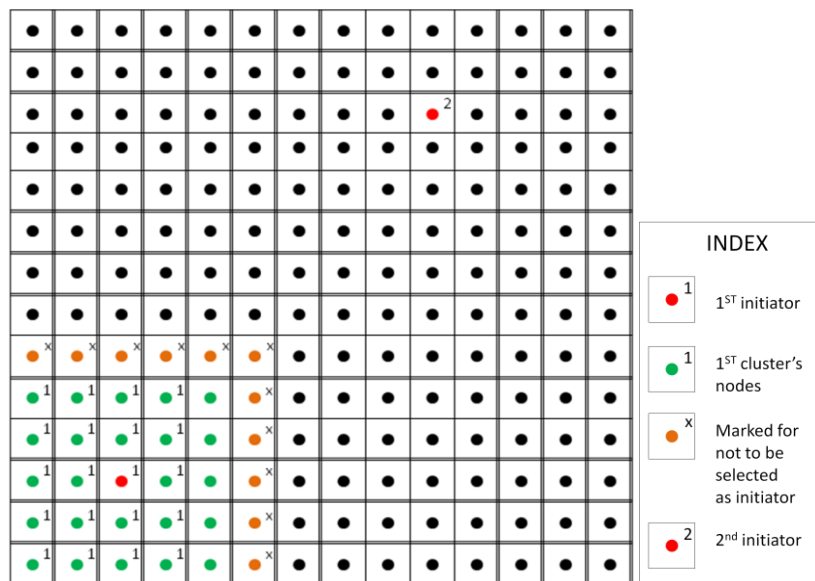 2
x x x x x x
1 1 1 1 x
1 1 1 1 x
1 1 1 1 x
1 1 1 1 x
1 1 1 1 x
INDEX
1
1ST initiator
1
1ST cluster's
nodes
x
Marked for
not to be
selected
as initiator
2
2nd initiator